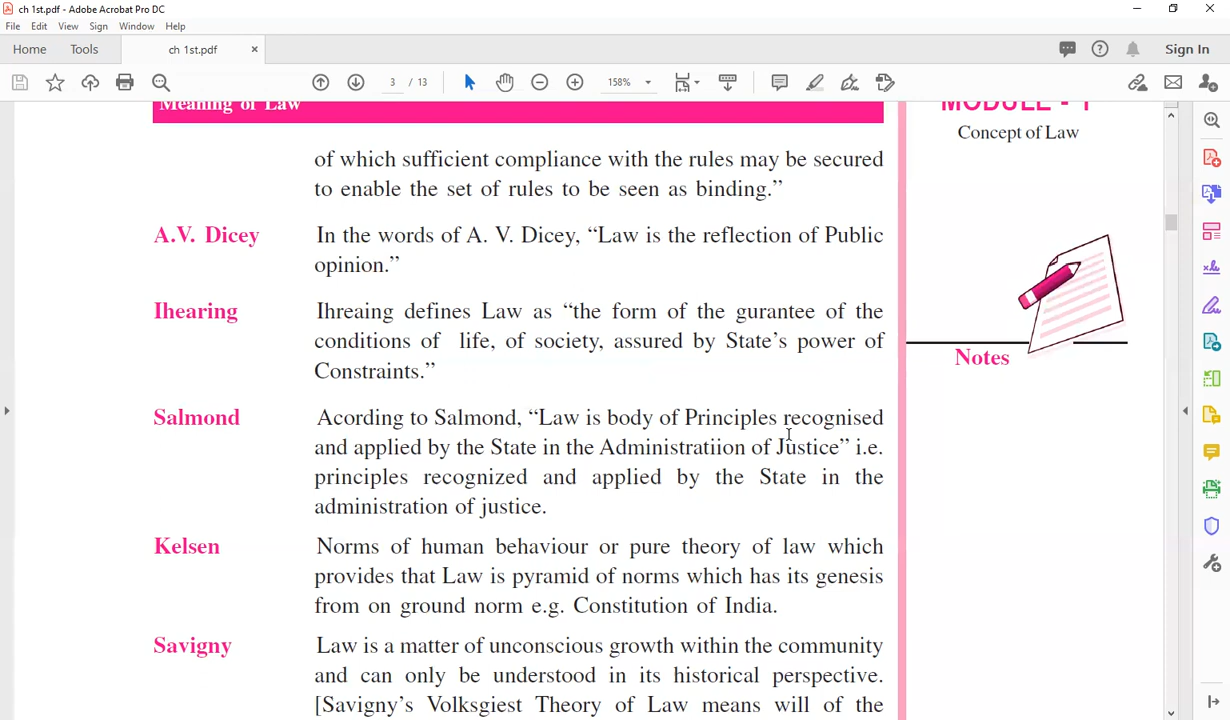 ch 1st.pdf - Adobe Acrobat Pro DC
File Edit View Sign Window Help
Home Tools ch 1st.pdf × Sign In
3 / 13 158%
Meaning of Law
MODULE - 1
Concept of Law
of which sufficient compliance with the rules may be secured
to enable the set of rules to be seen as binding.”
A.V. Dicey In the words of A. V. Dicey, “Law is the reflection of Public
opinion.”
Ihearing Ihreaing defines Law as “the form of the gurantee of the
conditions of life, of society, assured by State’s power of
Constraints.”
Notes
Salmond Acording to Salmond, “Law is body of Principles recognised
and applied by the State in the Administratiion of Justice” i.e.
principles recognized and applied by the State in the
administration of justice.
Kelsen Norms of human behaviour or pure theory of law which
provides that Law is pyramid of norms which has its genesis
from on ground norm e.g. Constitution of India.
Savigny Law is a matter of unconscious growth within the community
and can only be understood in its historical perspective.
[Savigny’s Volksgiest Theory of Law means will of the